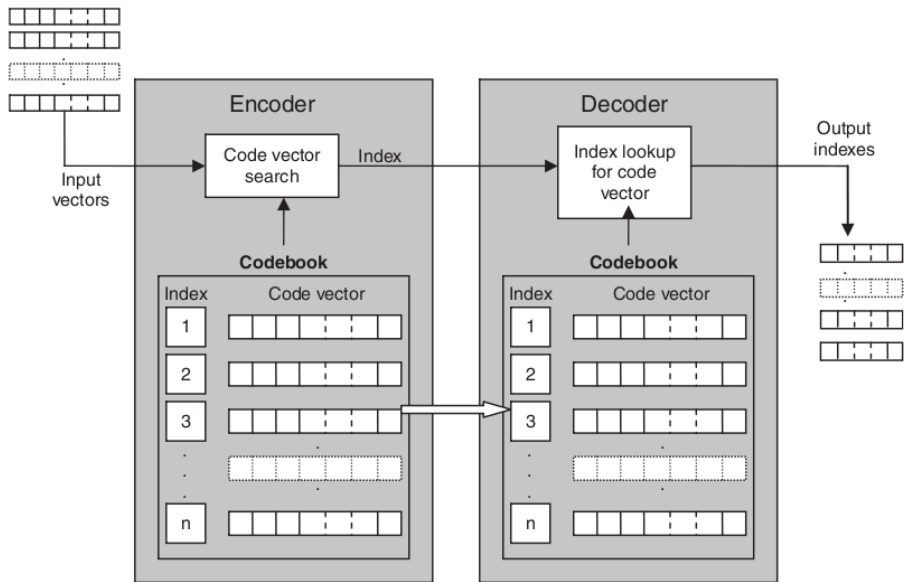 Encoder
Decoder
Input
vectors
Code vector
search
Index
Index lookup
for code
vector
Output
indexes
Codebook
Index
Code vector
1
2
3
n
Codebook
Index
Code vector
1
2
3
n